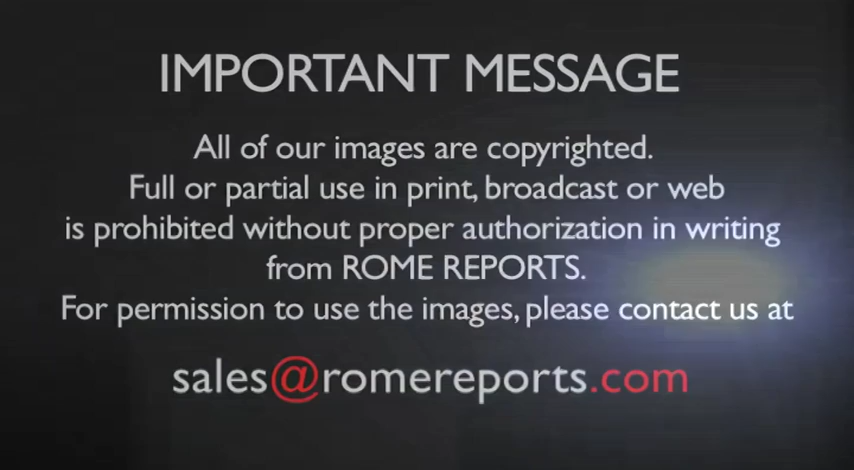 IMPORTANT MESSAGE
All of our images are copyrighted.
Full or partial use in print, broadcast or web
is prohibited without proper authorization in writing
from ROME REPORTS.
For permission to use the images, please contact us at
sales@romereports.com